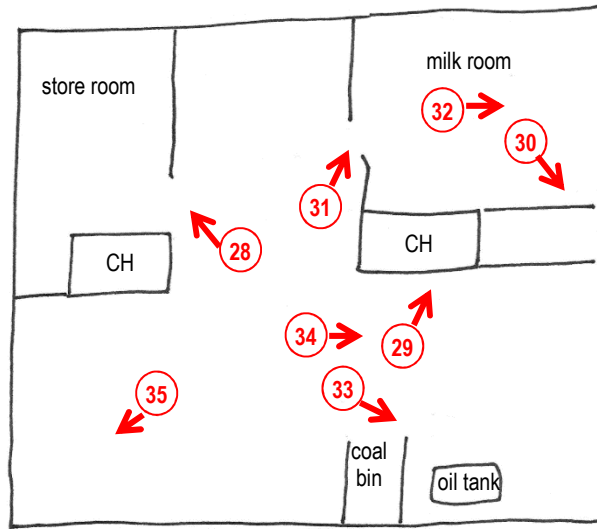 milk room
store room
32
30
31
28
CH
CH
34
29
35
33
coal
bin
oil tank